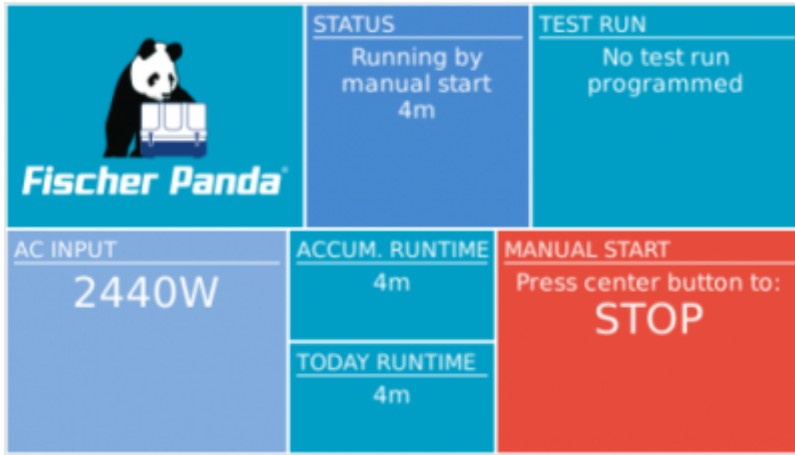 Fischer Panda®
STATUS
Running by
manual start
4m
TEST RUN
No test run
programmed
AC INPUT
2440W
ACCUM. RUNTIME
4m
TODAY RUNTIME
4m
MANUAL START
Press center button to:
STOP